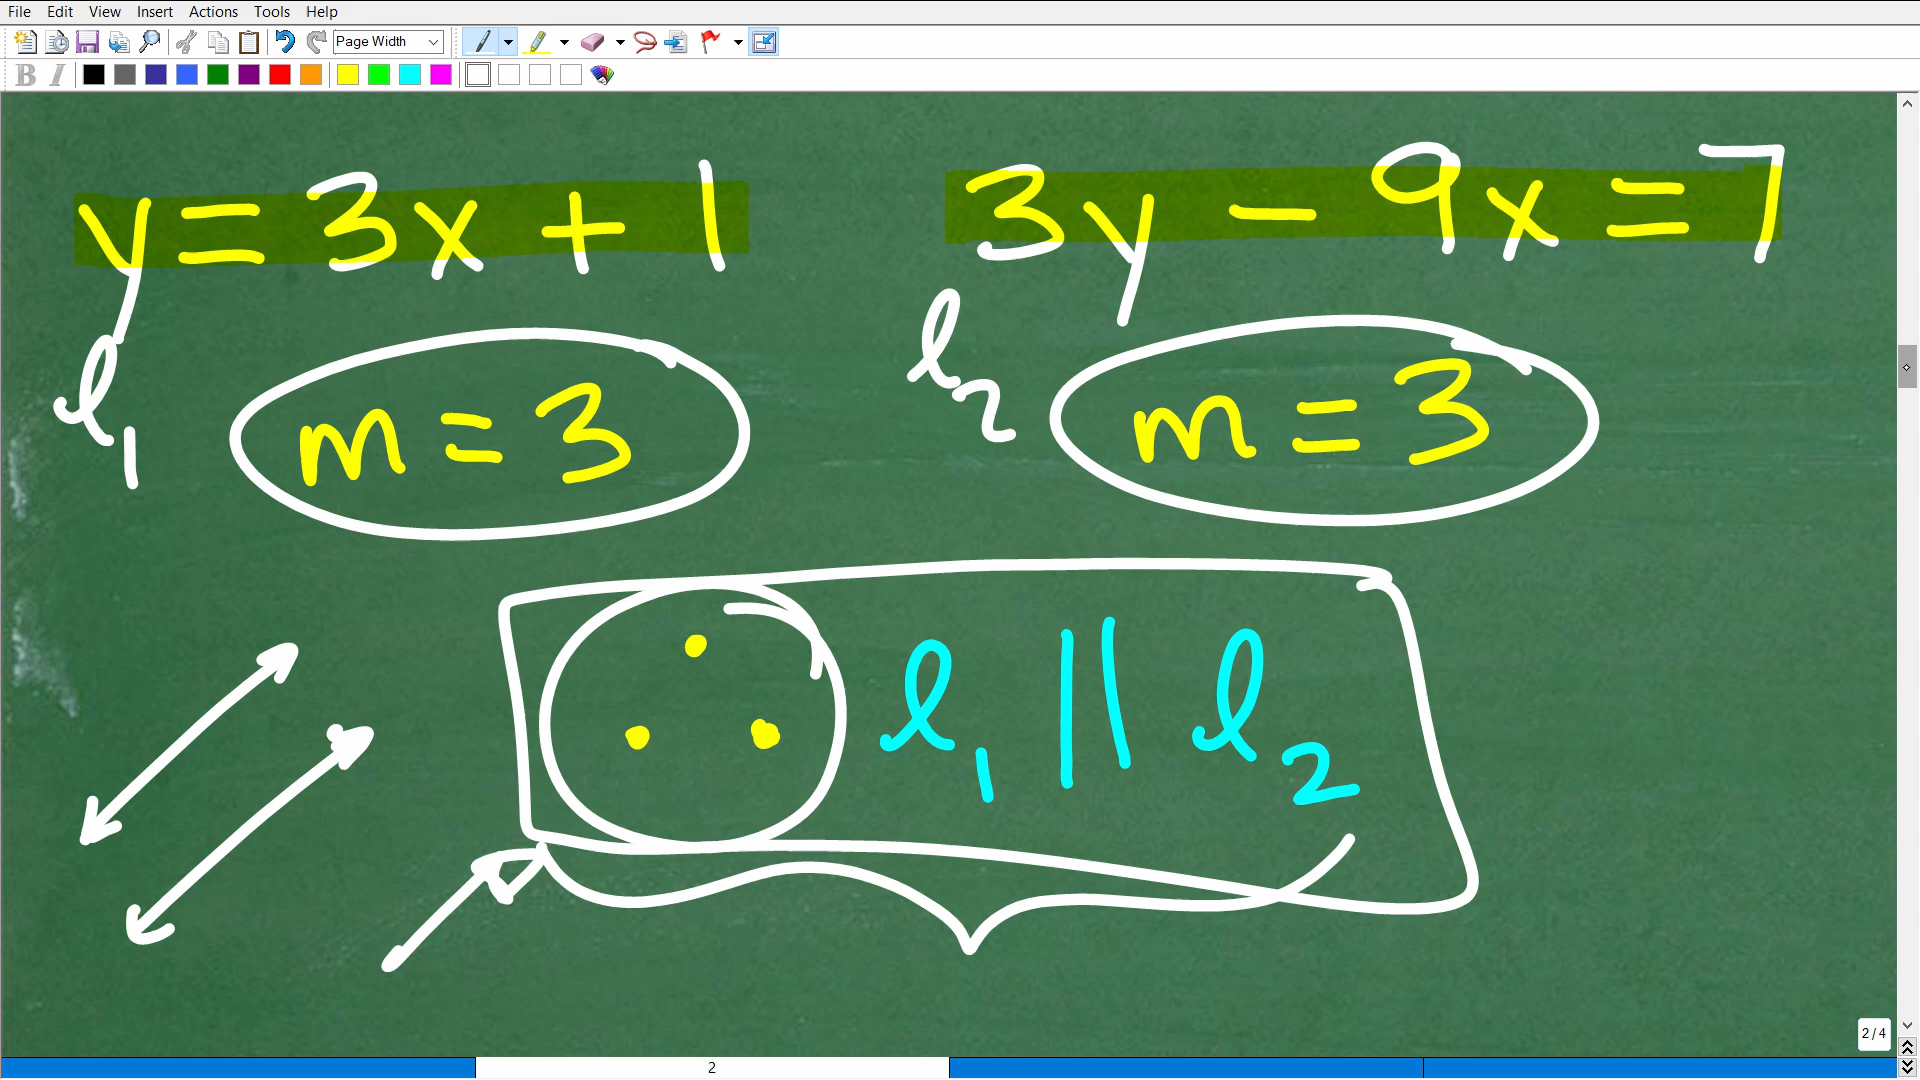 File Edit View Insert Actions Tools Help
Page Width
B I
y = 3x + 1
3y - 9x = 7
l₁
m = 3
l₂
m = 3
∴ l₁ || l₂
2 / 4
2